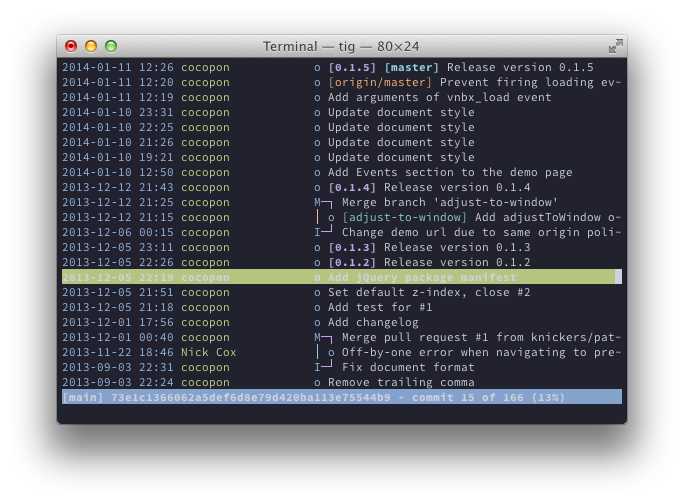 Terminal — tig — 80×24
2014-01-11 12:26 cocopon o [0.1.5] [master] Release version 0.1.5
2014-01-11 12:20 cocopon o [origin/master] Prevent firing loading ev~
2014-01-11 12:19 cocopon o Add arguments of vnbx_load event
2014-01-10 23:31 cocopon o Update document style
2014-01-10 22:25 cocopon o Update document style
2014-01-10 21:26 cocopon o Update document style
2014-01-10 19:21 cocopon o Update document style
2014-01-10 12:50 cocopon o Add Events section to the demo page
2013-12-12 21:43 cocopon o [0.1.4] Release version 0.1.4
2013-12-12 21:25 cocopon M─┐ Merge branch 'adjust-to-window'
2013-12-12 21:15 cocopon │ o [adjust-to-window] Add adjustToWindow o~
2013-12-06 00:15 cocopon I─┘ Change demo url due to same origin poli~
2013-12-05 23:11 cocopon o [0.1.3] Release version 0.1.3
2013-12-05 22:26 cocopon o [0.1.2] Release version 0.1.2
2013-12-05 22:19 cocopon o Add jQuery package manifest
2013-12-05 21:51 cocopon o Set default z-index, close #2
2013-12-05 21:18 cocopon o Add test for #1
2013-12-01 17:56 cocopon o Add changelog
2013-12-01 00:40 cocopon M─┐ Merge pull request #1 from knickers/pat~
2013-11-22 18:46 Nick Cox │ o Off-by-one error when navigating to pre~
2013-09-03 22:31 cocopon I─┘ Fix document format
2013-09-03 22:24 cocopon o Remove trailing comma
[main] 73e1c1366062a5def6d8e79d420ba113e75544b9 - commit 15 of 166 (13%)